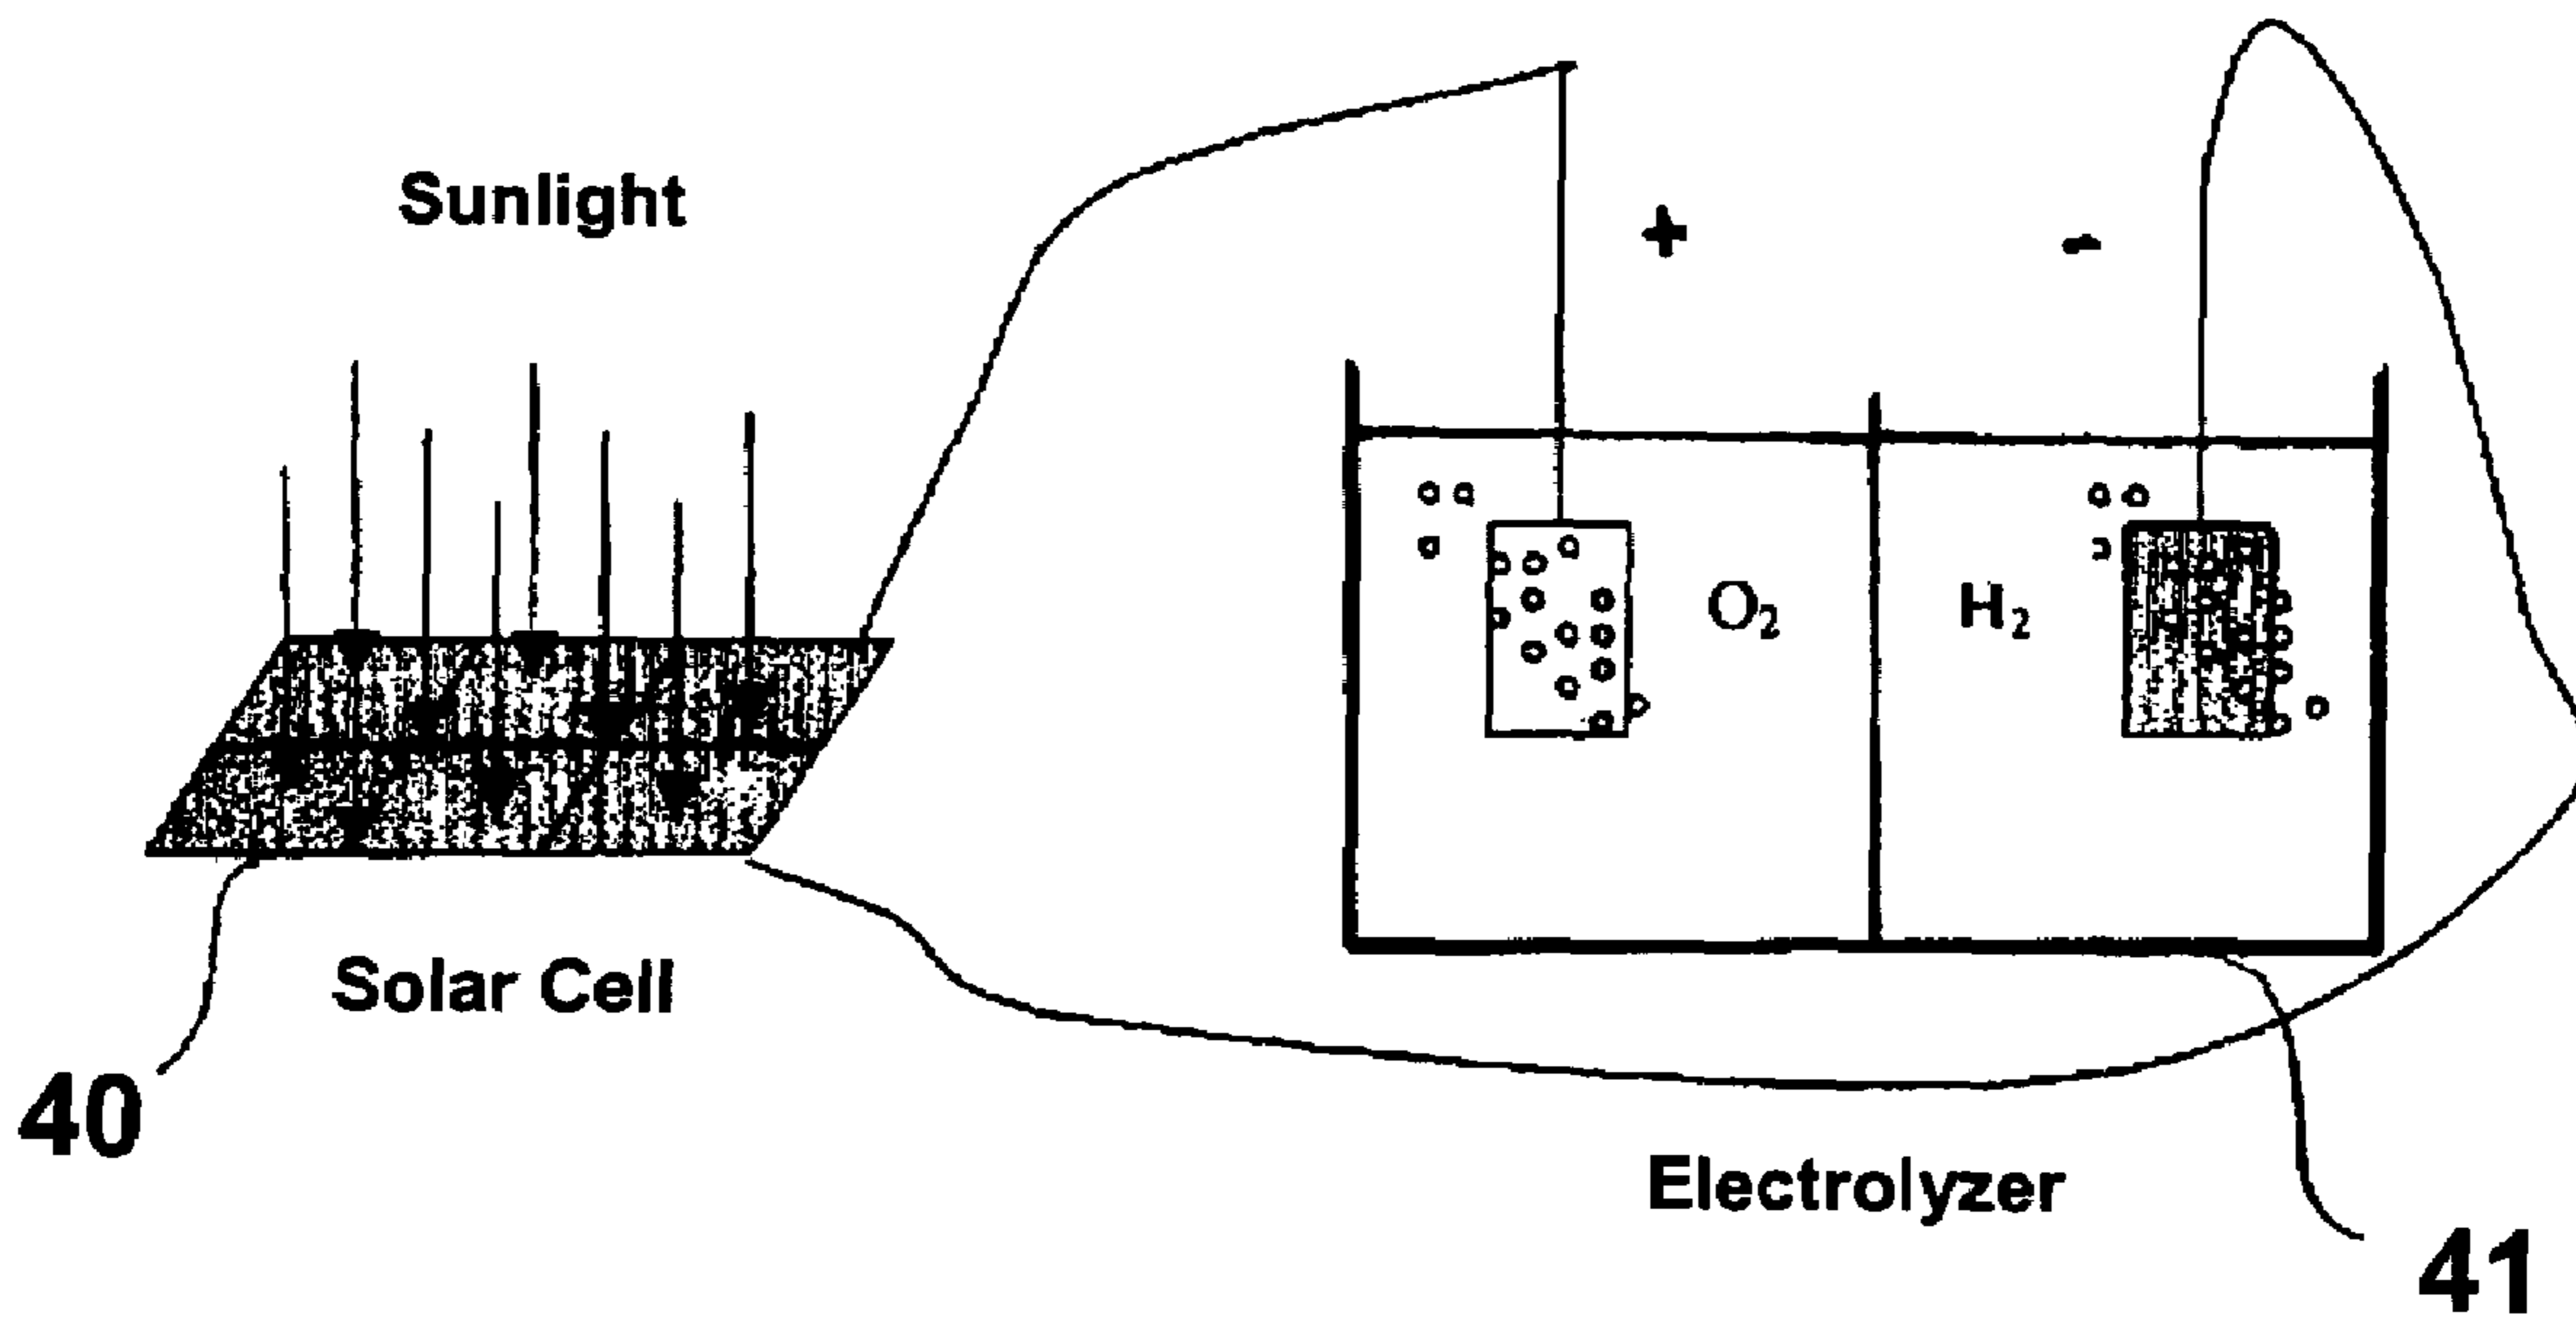 Sunlight
+ -
O₂ H₂
Solar Cell
40
Electrolyzer
41